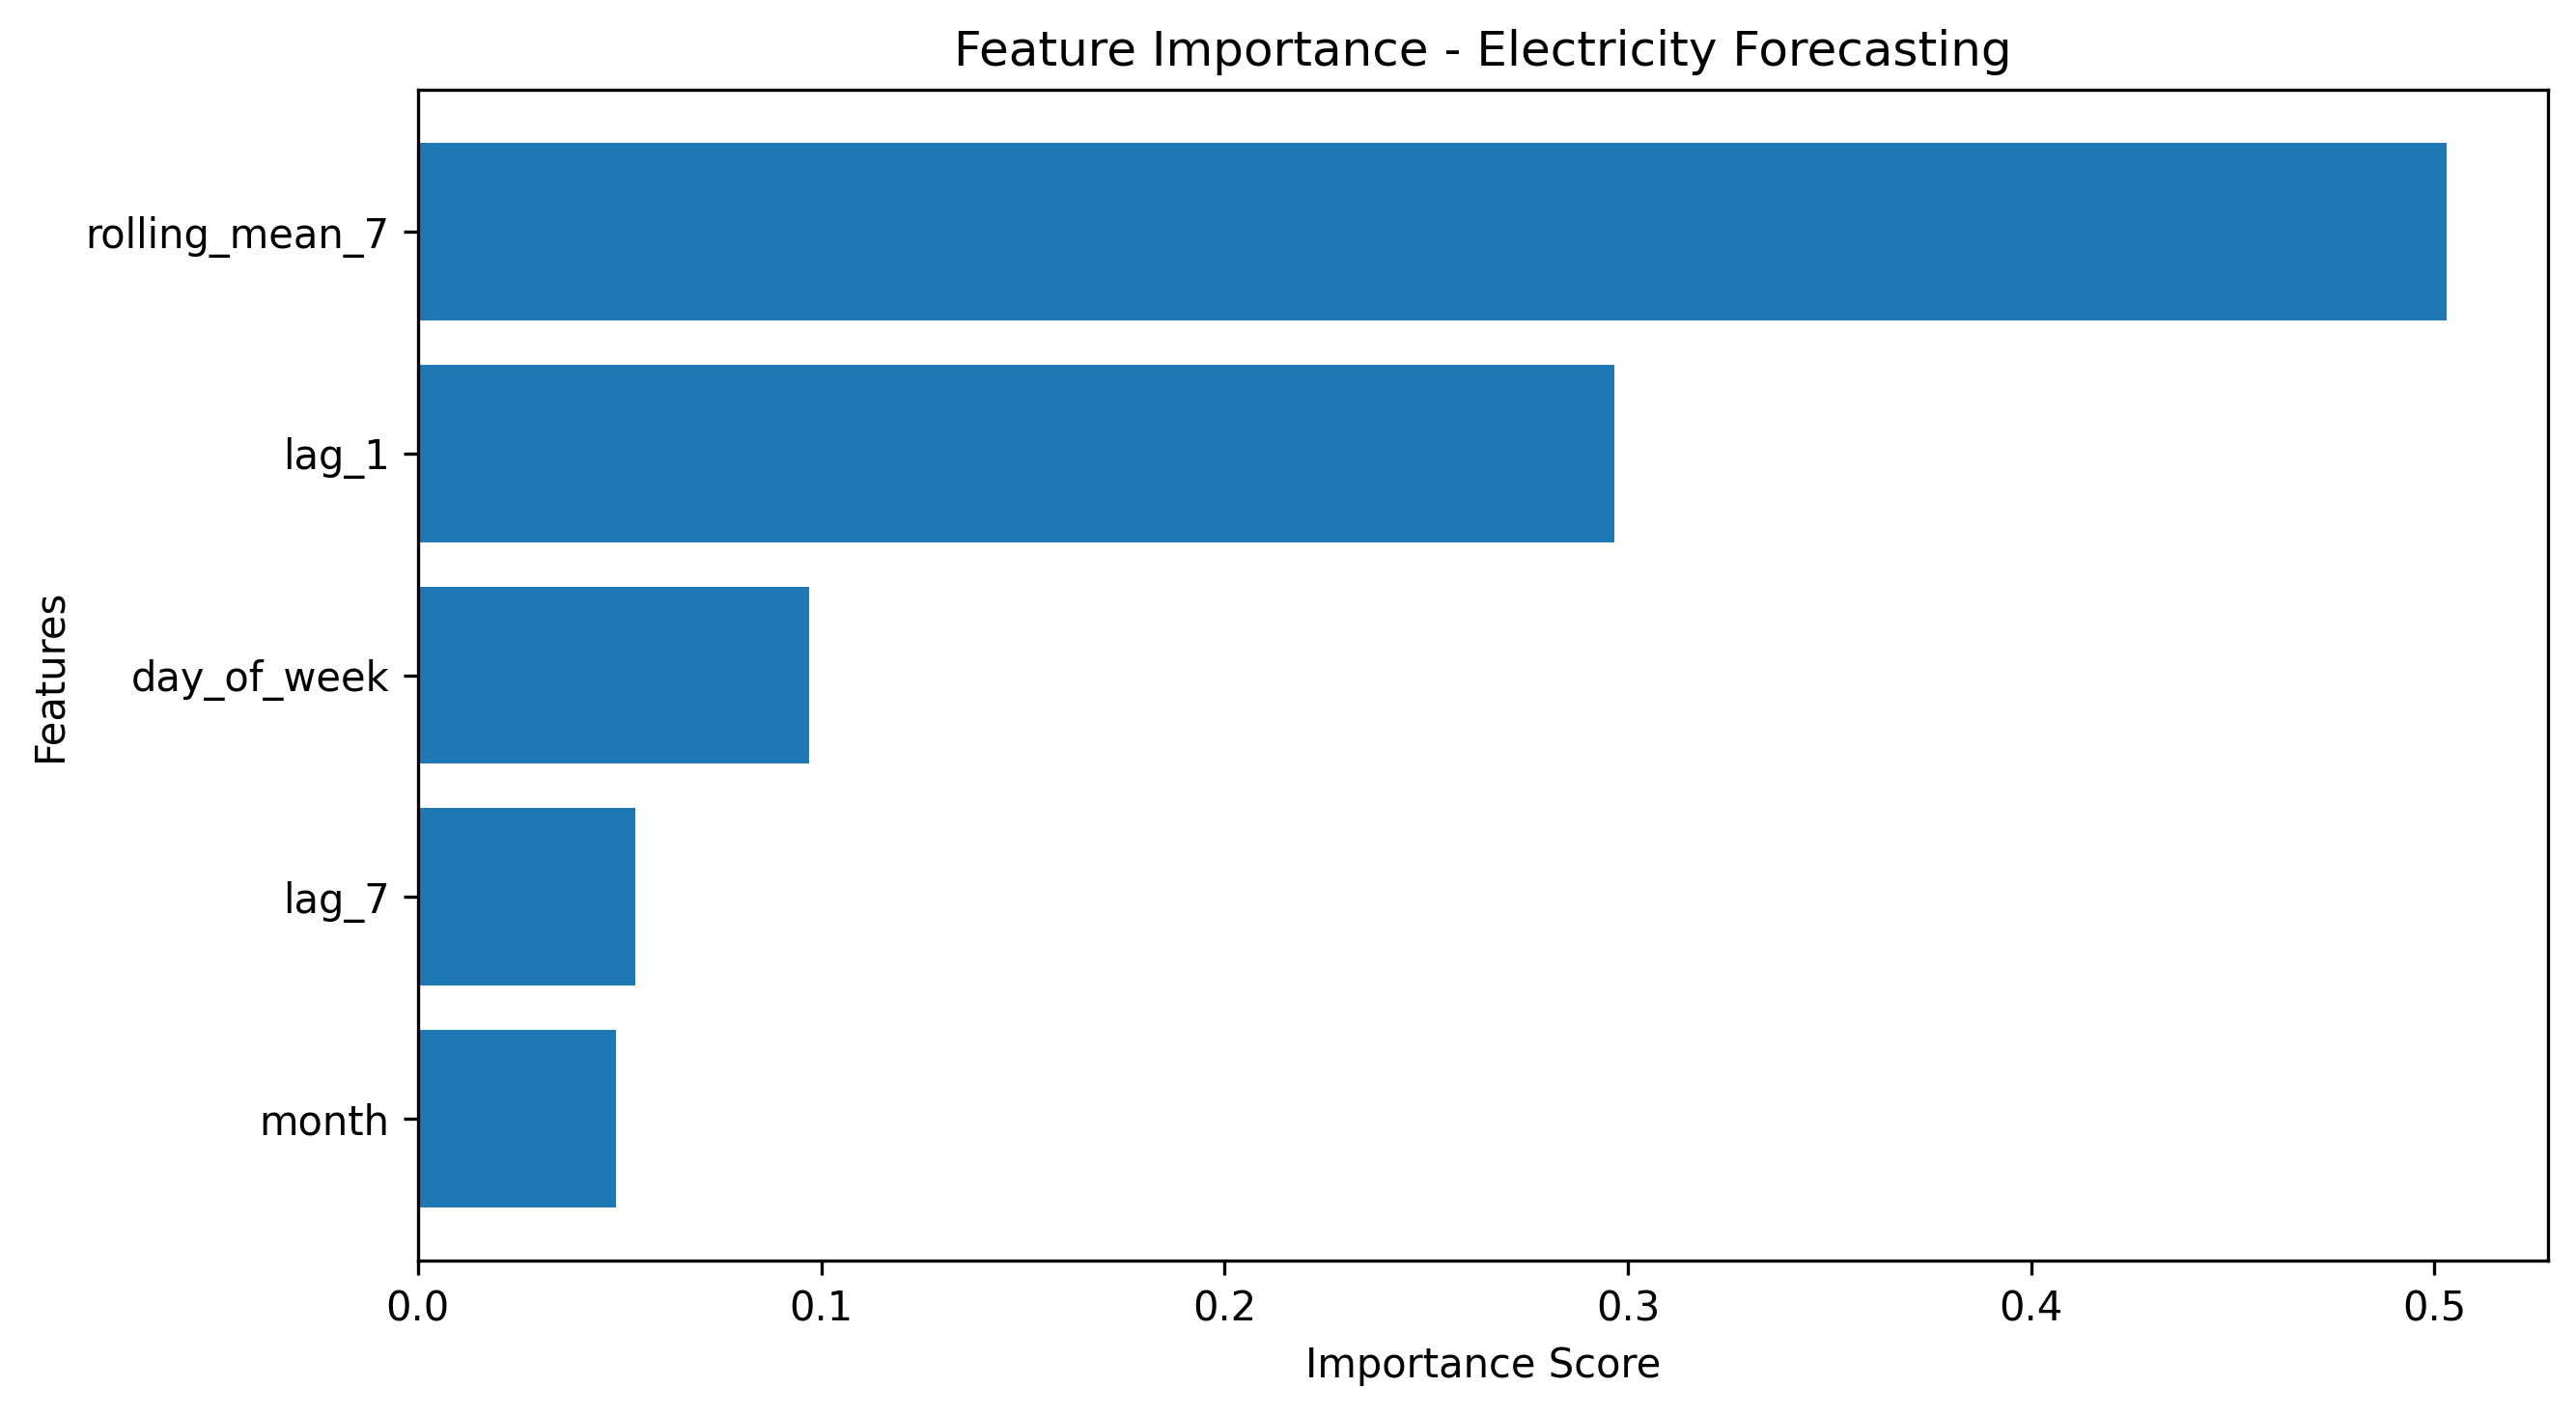 Feature Importance - Electricity Forecasting
Features
rolling_mean_7
lag_1
day_of_week
lag_7
month
0.0 0.1 0.2 0.3 0.4 0.5
Importance Score